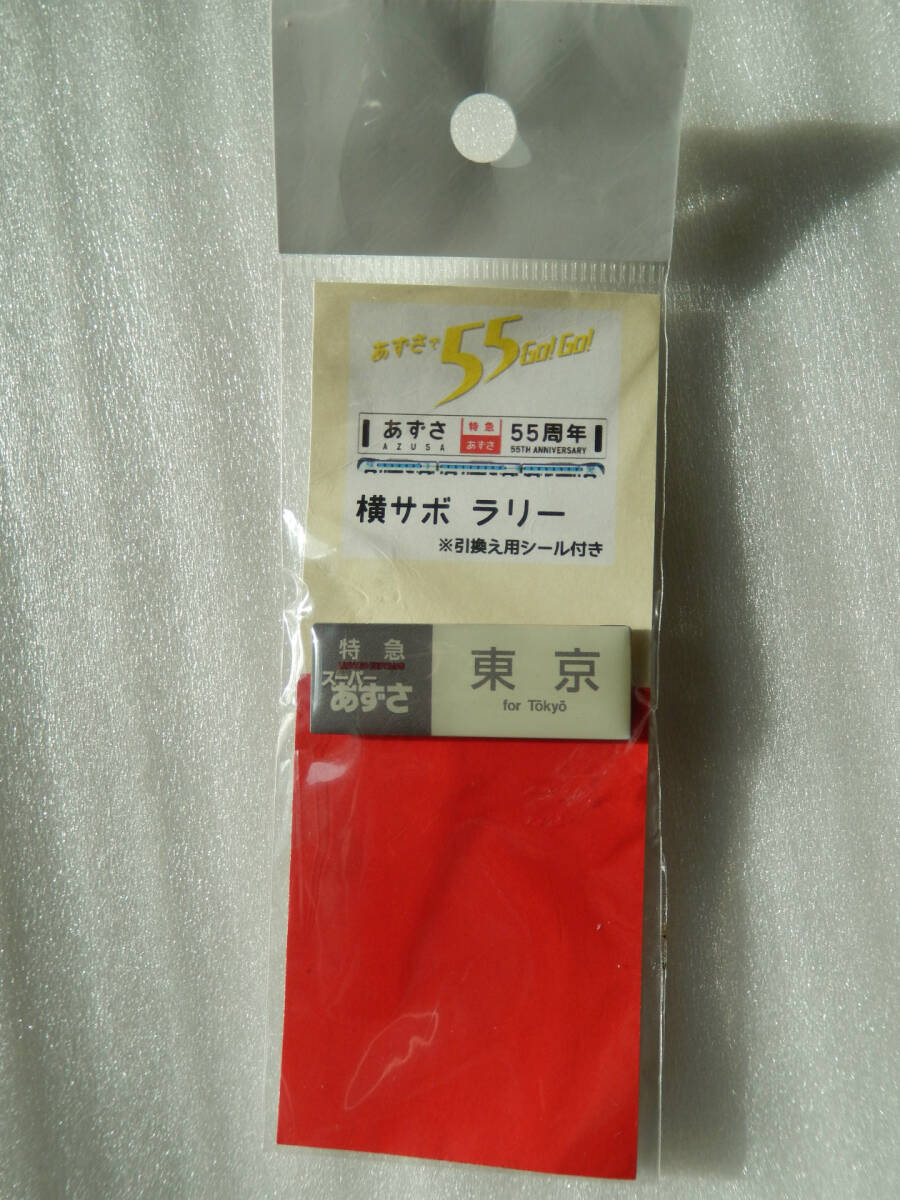 あずさで55Go!Go!
あずさ 特急 55周年
AZUSA あずさ 55TH ANNIVERSARY
横サボ ラリー
※引換え用シール付き
特急 東京
スーパー
あずさ for Tōkyō